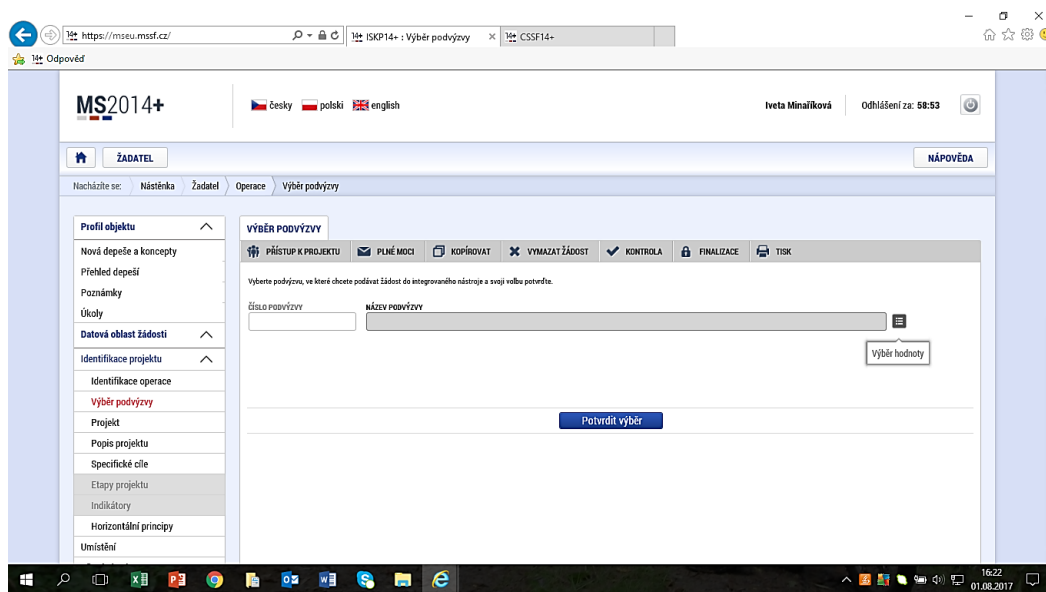 https://mseu.mssf.cz/
ISKP14+ : Výběr podvýzvy
CSSF14+
Odpověď
MS2014+
česky polski english
Iveta Minaříková
Odhlášení za: 58:53
ŽADATEL
NÁPOVĚDA
Nacházíte se: Nástěnka Žadatel Operace Výběr podvýzvy
Profil objektu
Nová depeše a koncepty
Přehled depeší
Poznámky
Úkoly
Datová oblast žádosti
Identifikace projektu
Identifikace operace
Výběr podvýzvy
Projekt
Popis projektu
Specifické cíle
Etapy projektu
Indikátory
Horizontální principy
Umístění
VÝBĚR PODVÝZVY
PŘÍSTUP K PROJEKTU PLNÉ MOCI KOPÍROVAT VYMAZAT ŽÁDOST KONTROLA FINALIZACE TISK
Vyberte podvýzvu, ve které chcete podávat žádost do integrovaného nástroje a svoji volbu potvrďte.
ČÍSLO PODVÝZVY NÁZEV PODVÝZVY
Výběr hodnoty
Potvrdit výběr
16:22
01.08.2017